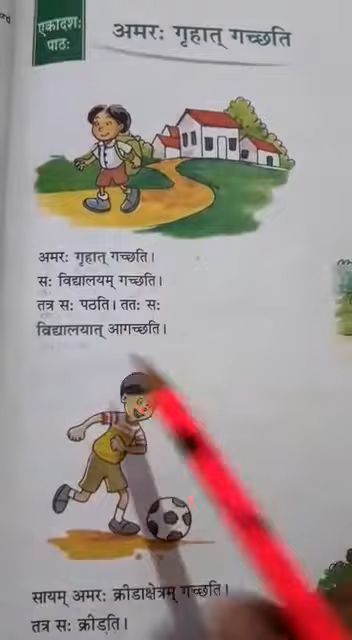 एकादशः
पाठः
अमरः गृहात् गच्छति
अमरः गृहात् गच्छति।
सः विद्यालयम् गच्छति।
तत्र सः पठति। ततः सः
विद्यालयात् आगच्छति।
सायम् अमरः क्रीडाक्षेत्रम् गच्छति।
तत्र सः क्रीडति।